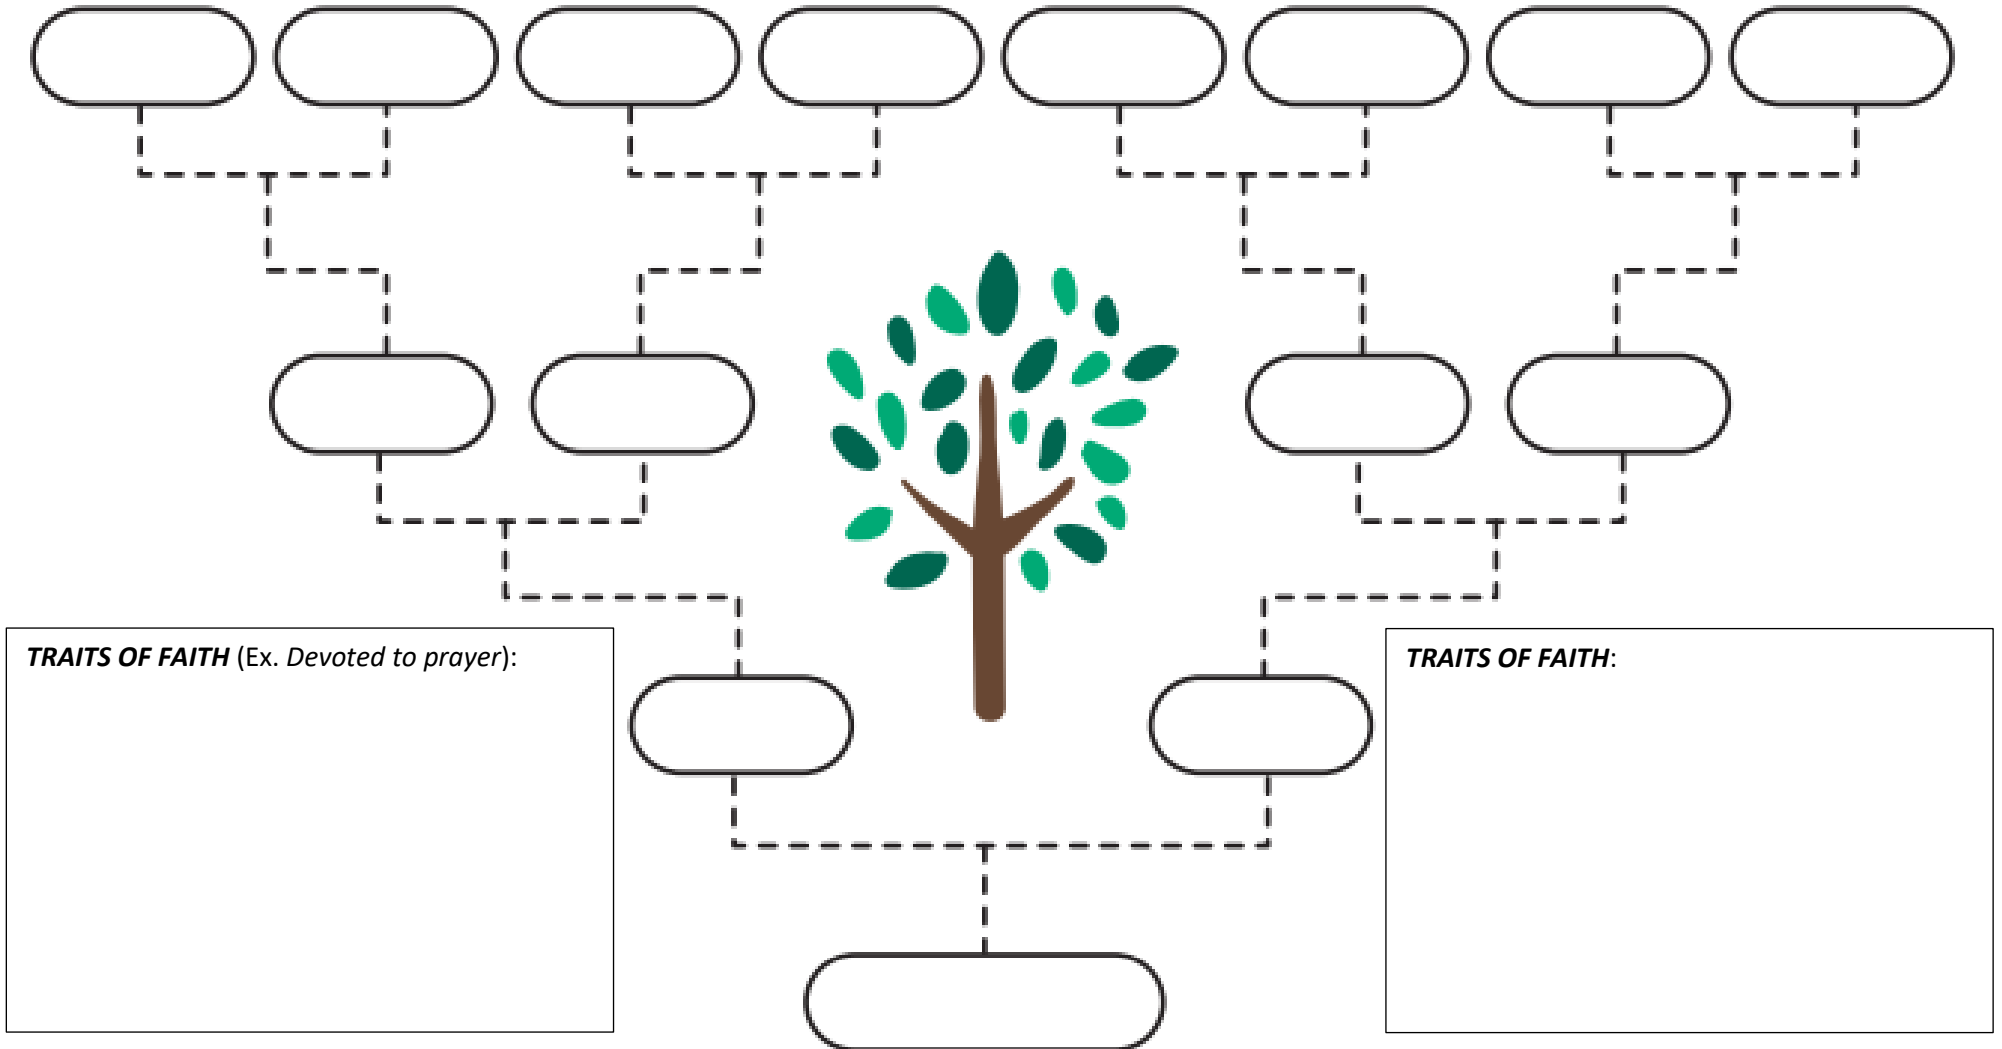 TRAITS OF FAITH (Ex. Devoted to prayer):
TRAITS OF FAITH: